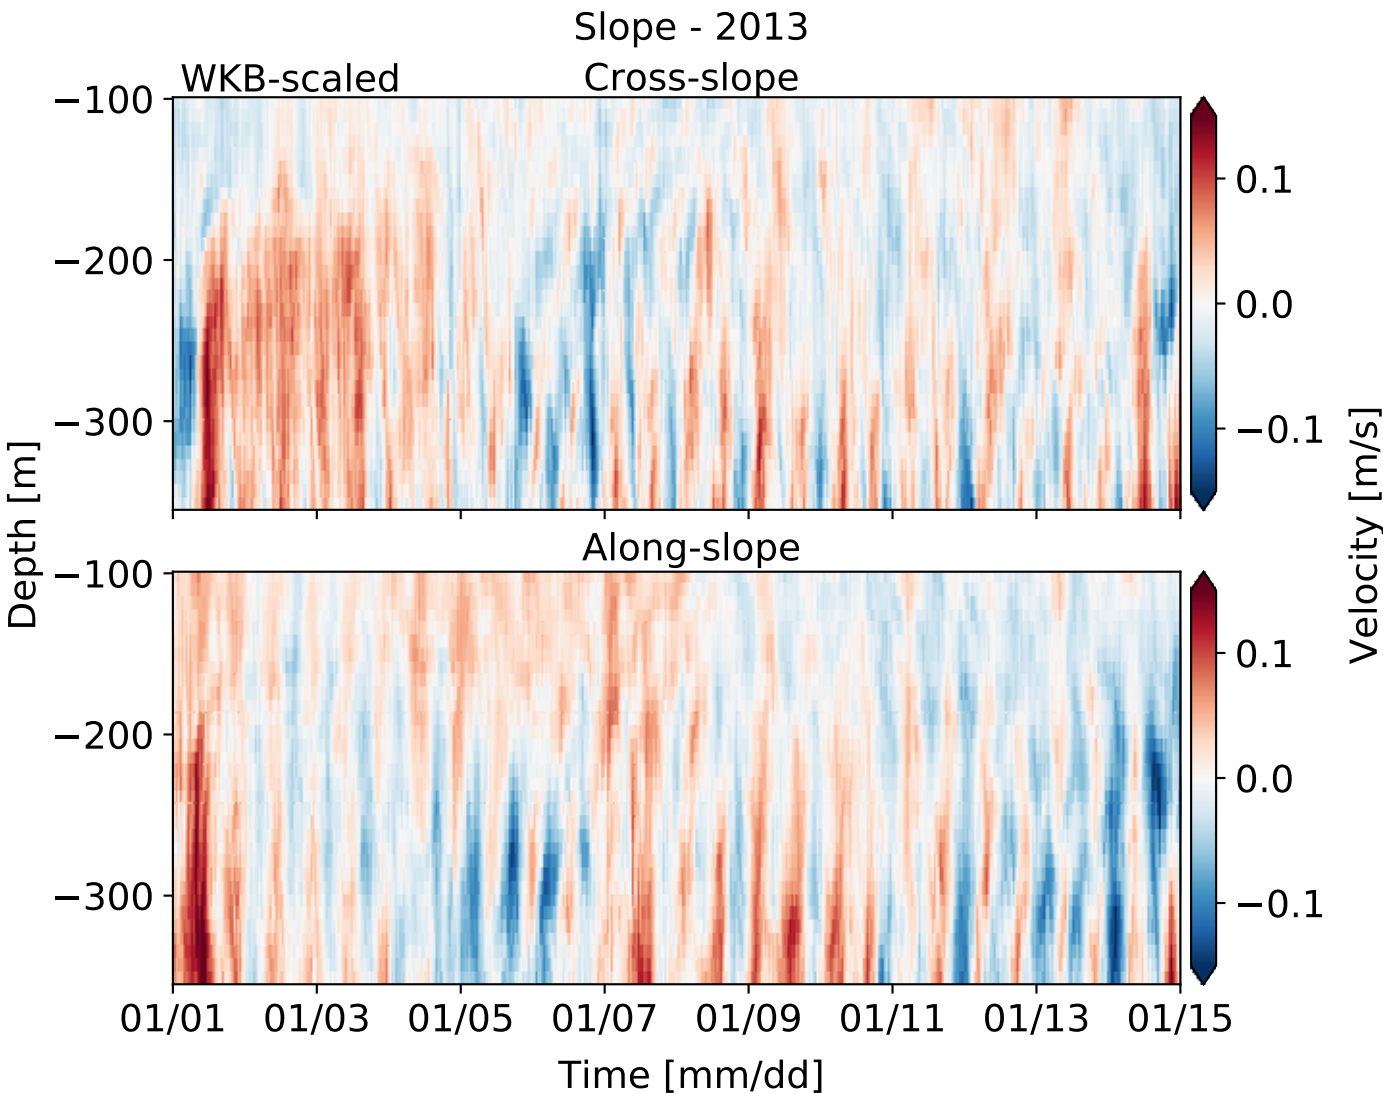 Slope - 2013
WKB-scaled
Cross-slope
−100
−200
−300
0.1
0.0
−0.1
Depth [m]
Velocity [m/s]
Along-slope
−100
−200
−300
0.1
0.0
−0.1
01/01 01/03 01/05 01/07 01/09 01/11 01/13 01/15
Time [mm/dd]